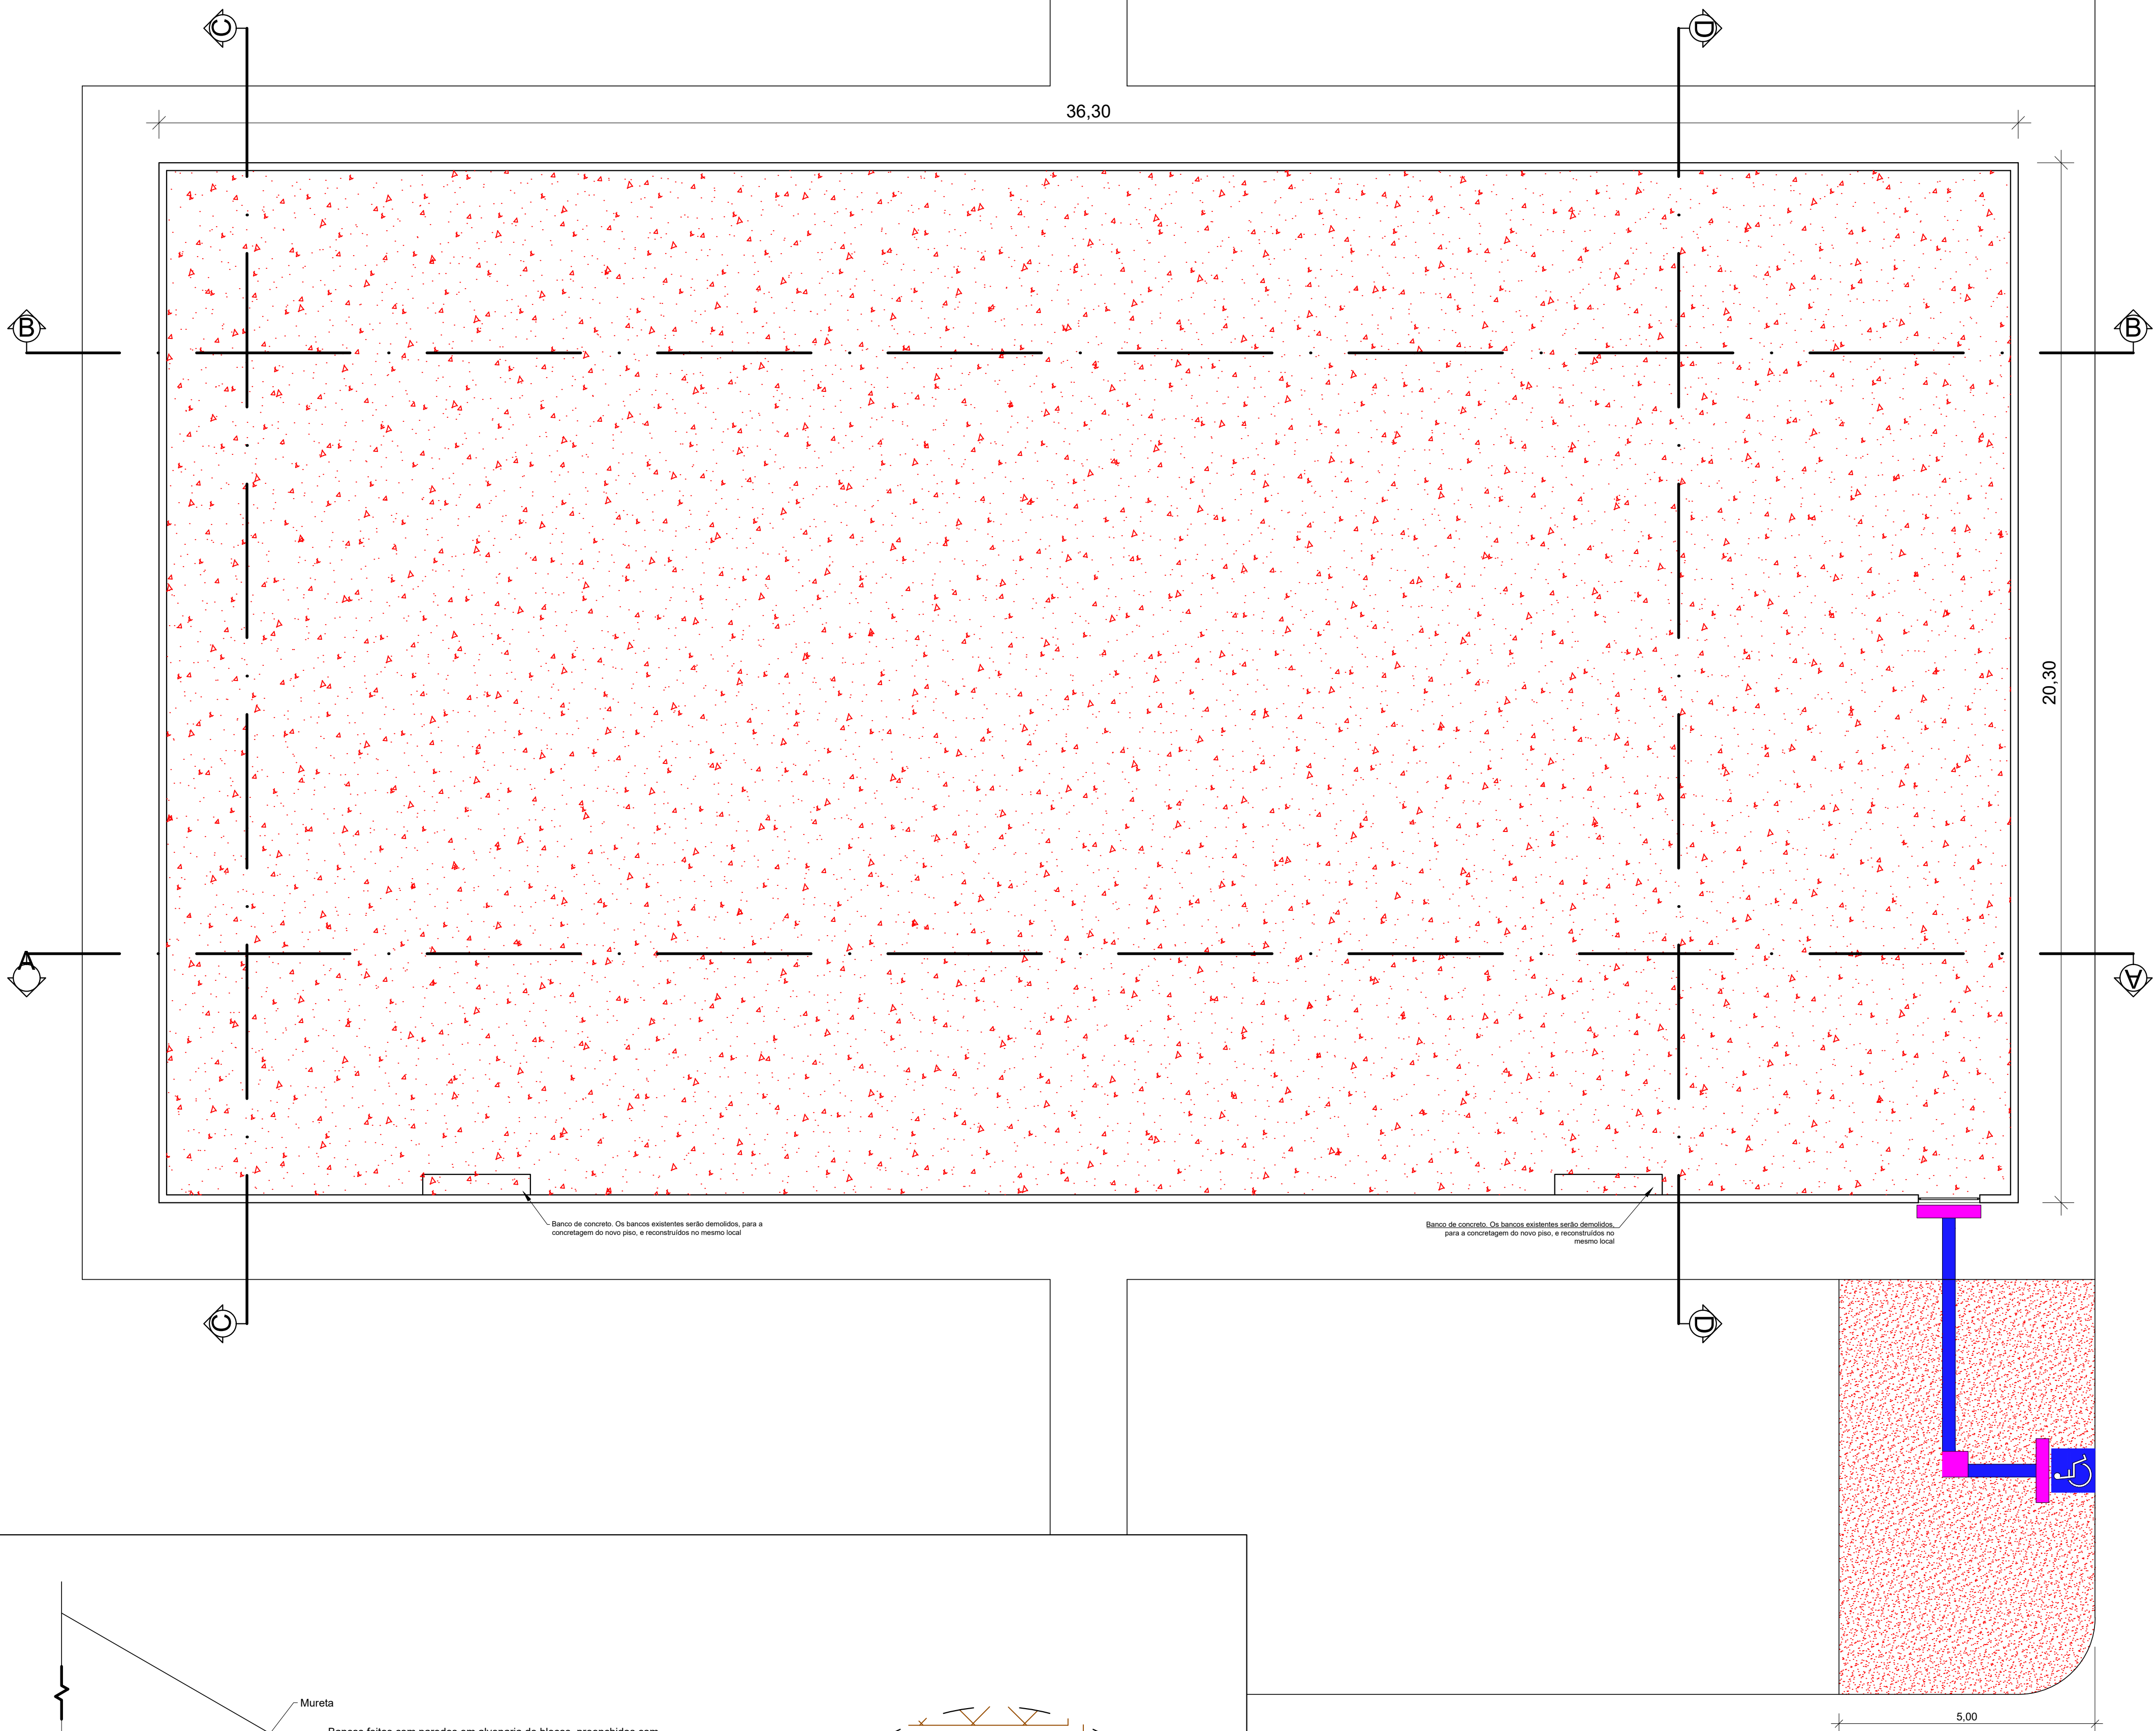 C
D
36,30
B
B
20,30
A
A
Banco de concreto. Os bancos existentes serão demolidos, para a
concretagem do novo piso, e reconstruídos no mesmo local
Banco de concreto. Os bancos existentes serão demolidos,
para a concretagem do novo piso, e reconstruídos no
mesmo local
C
D
Mureta
5,00